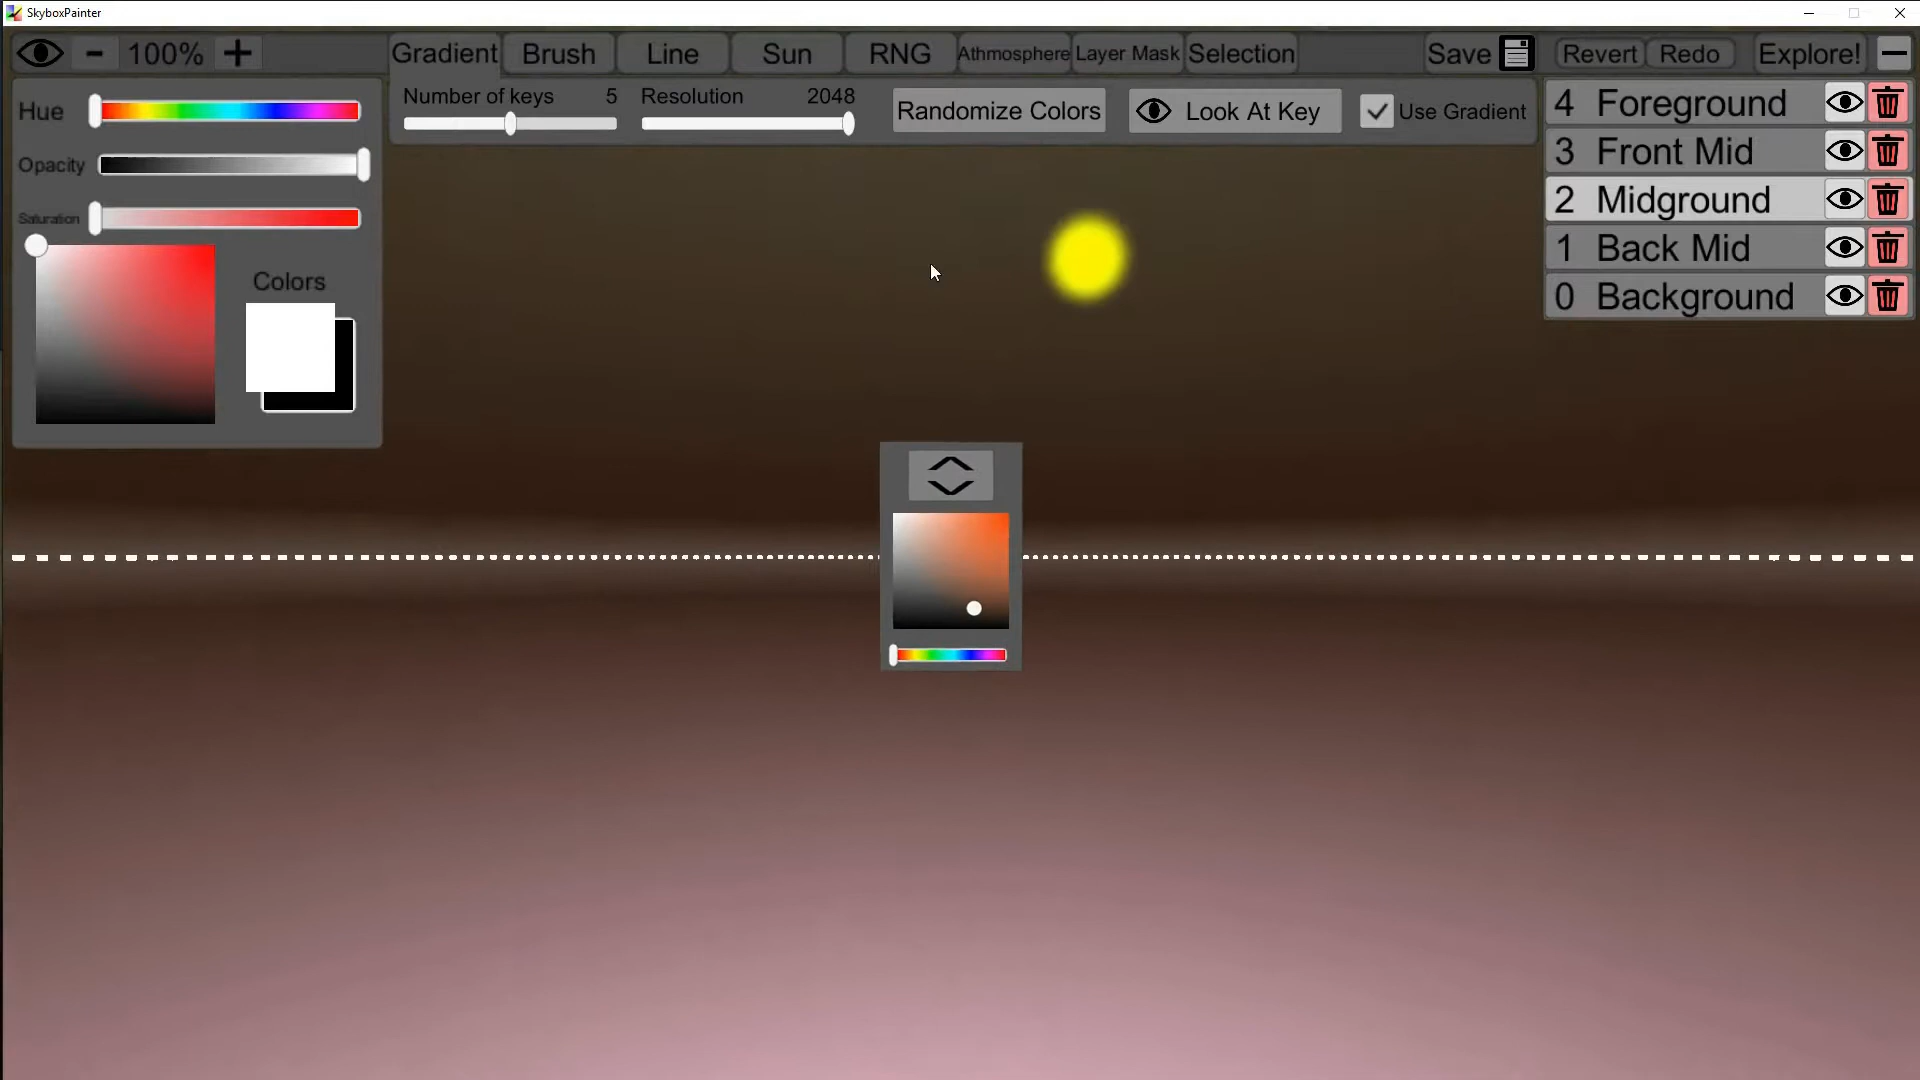 SkyboxPainter
100%
Gradient
Brush
Line
Sun
RNG
Athmosphere
Layer Mask
Selection
Save
Revert
Redo
Explore!
Hue
Opacity
Saturation
Colors
Number of keys 5
Resolution 2048
Randomize Colors
Look At Key
Use Gradient
4 Foreground
3 Front Mid
2 Midground
1 Back Mid
0 Background